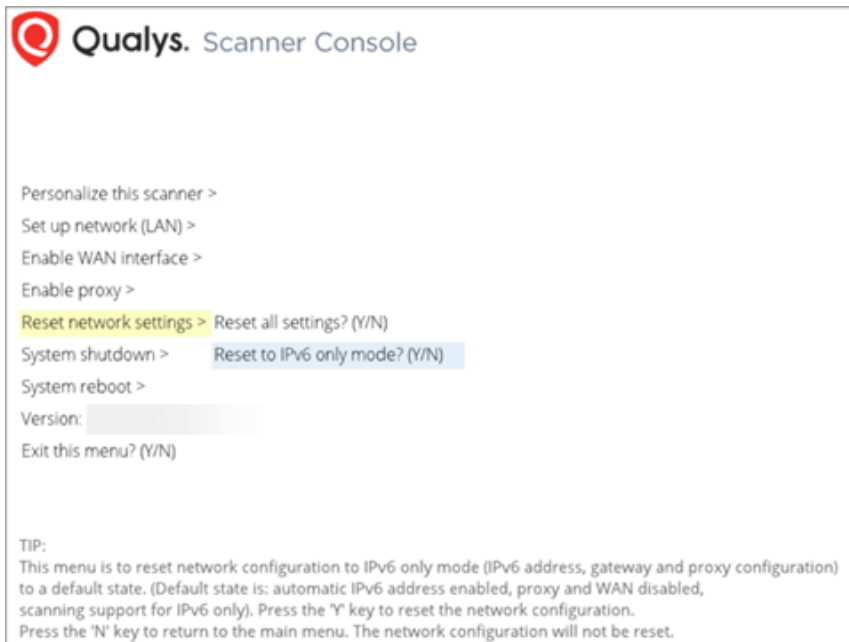 Qualys. Scanner Console
Personalize this scanner >
Set up network (LAN) >
Enable WAN interface >
Enable proxy >
Reset network settings > Reset all settings? (Y/N)
System shutdown > Reset to IPv6 only mode? (Y/N)
System reboot >
Version:
Exit this menu? (Y/N)
TIP:
This menu is to reset network configuration to IPv6 only mode (IPv6 address, gateway and proxy configuration)
to a default state. (Default state is: automatic IPv6 address enabled, proxy and WAN disabled,
scanning support for IPv6 only). Press the 'Y' key to reset the network configuration.
Press the 'N' key to return to the main menu. The network configuration will not be reset.